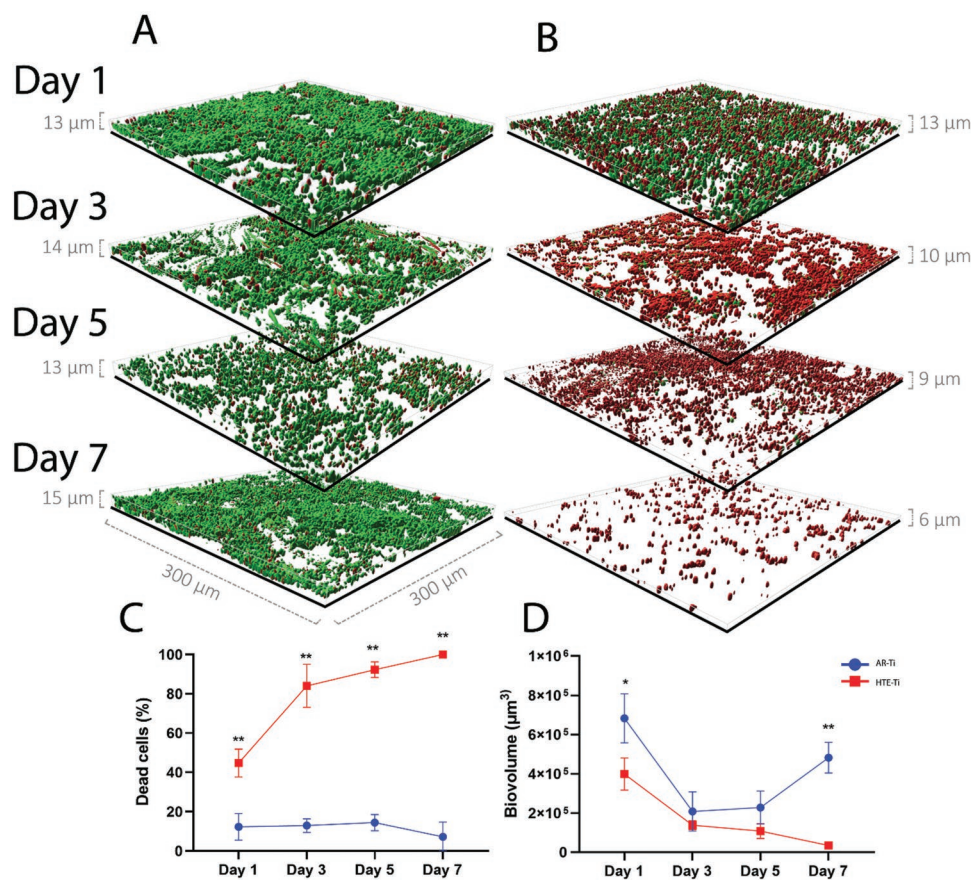 A
B
Day 1
13 µm
13 µm
Day 3
14 µm
10 µm
Day 5
13 µm
9 µm
Day 7
15 µm
6 µm
300 µm
300 µm
C
Dead cells (%)
100
80
60
40
20
0
**
**
**
**
Day 1 Day 3 Day 5 Day 7
D
Biovolume (µm³)
1×10⁶
8×10⁵
6×10⁵
4×10⁵
2×10⁵
0
*
**
AR-Ti
HTE-Ti
Day 1 Day 3 Day 5 Day 7